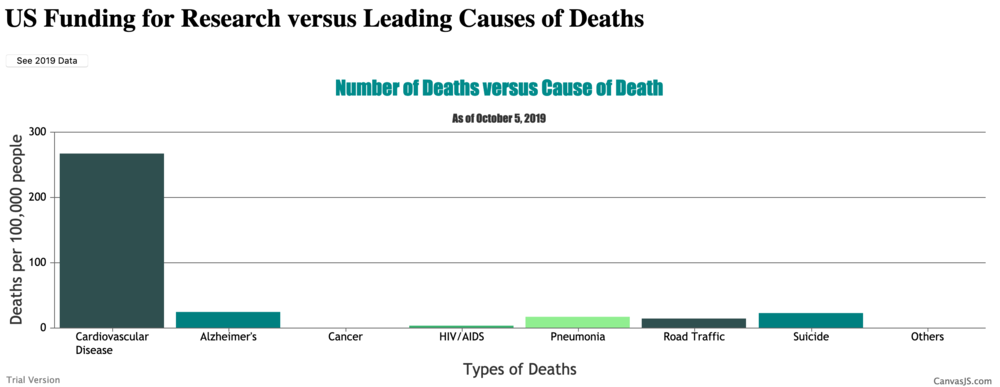 US Funding for Research versus Leading Causes of Deaths
See 2019 Data
Number of Deaths versus Cause of Death
As of October 5, 2019
Deaths per 100,000 people
300
200
100
0
Cardiovascular
Disease
Alzheimer's
Cancer
HIV/AIDS
Pneumonia
Road Traffic
Suicide
Others
Types of Deaths
Trial Version
CanvasJS.com